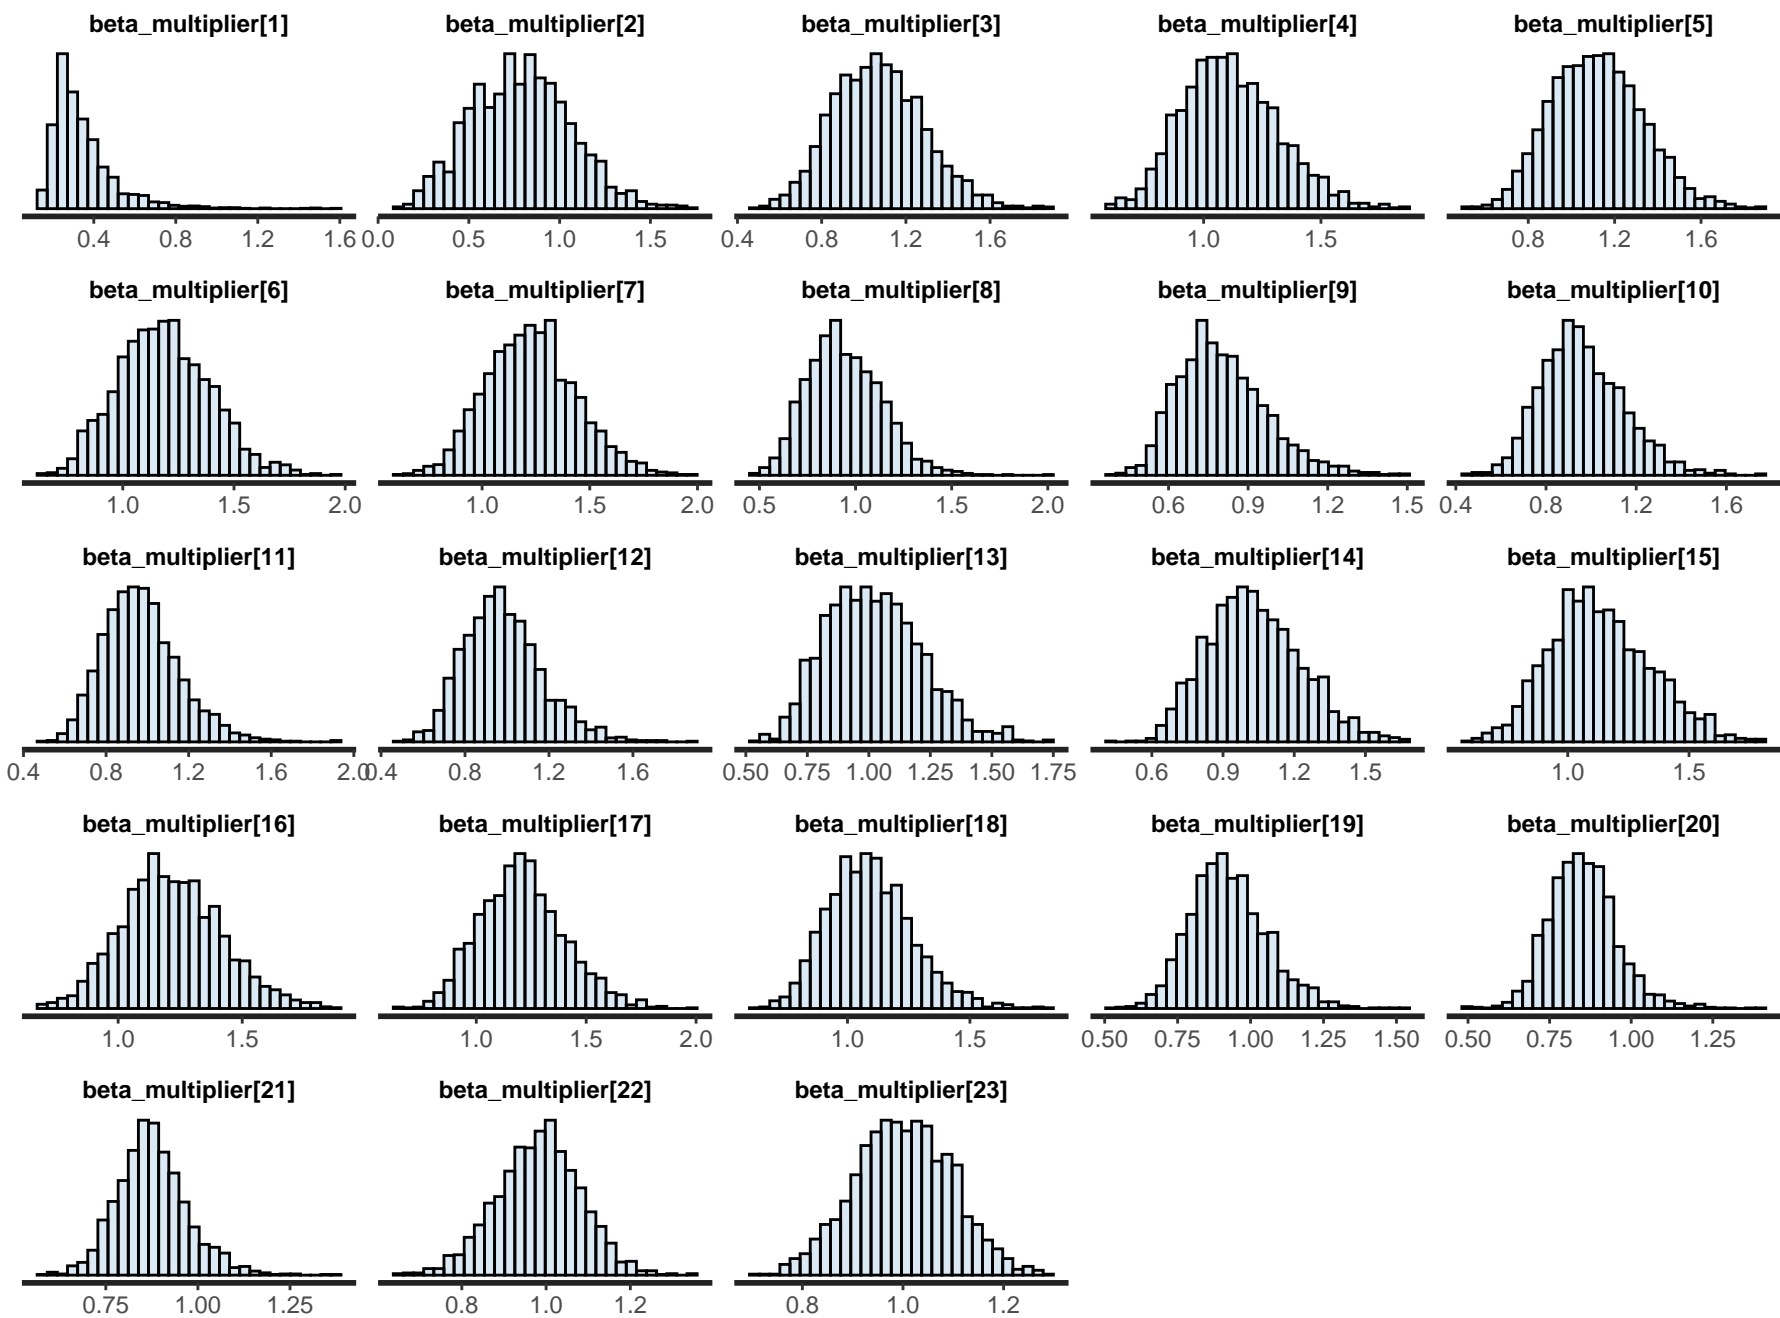 beta_multiplier[1] beta_multiplier[2] beta_multiplier[3] beta_multiplier[4] beta_multiplier[5]
0.4 0.8 1.2 1.6 0.0 0.5 1.0 1.5 0.4 0.8 1.2 1.6 1.0 1.5 0.8 1.2 1.6
beta_multiplier[6] beta_multiplier[7] beta_multiplier[8] beta_multiplier[9] beta_multiplier[10]
1.0 1.5 2.0 1.0 1.5 2.0 0.5 1.0 1.5 2.0 0.6 0.9 1.2 1.5 0.4 0.8 1.2 1.6
beta_multiplier[11] beta_multiplier[12] beta_multiplier[13] beta_multiplier[14] beta_multiplier[15]
0.4 0.8 1.2 1.6 2.0 0.4 0.8 1.2 1.6 0.50 0.75 1.00 1.25 1.50 1.75 0.6 0.9 1.2 1.5 1.0 1.5
beta_multiplier[16] beta_multiplier[17] beta_multiplier[18] beta_multiplier[19] beta_multiplier[20]
1.0 1.5 1.0 1.5 2.0 1.0 1.5 0.50 0.75 1.00 1.25 1.50 0.50 0.75 1.00 1.25
beta_multiplier[21] beta_multiplier[22] beta_multiplier[23]
0.75 1.00 1.25 0.8 1.0 1.2 0.8 1.0 1.2